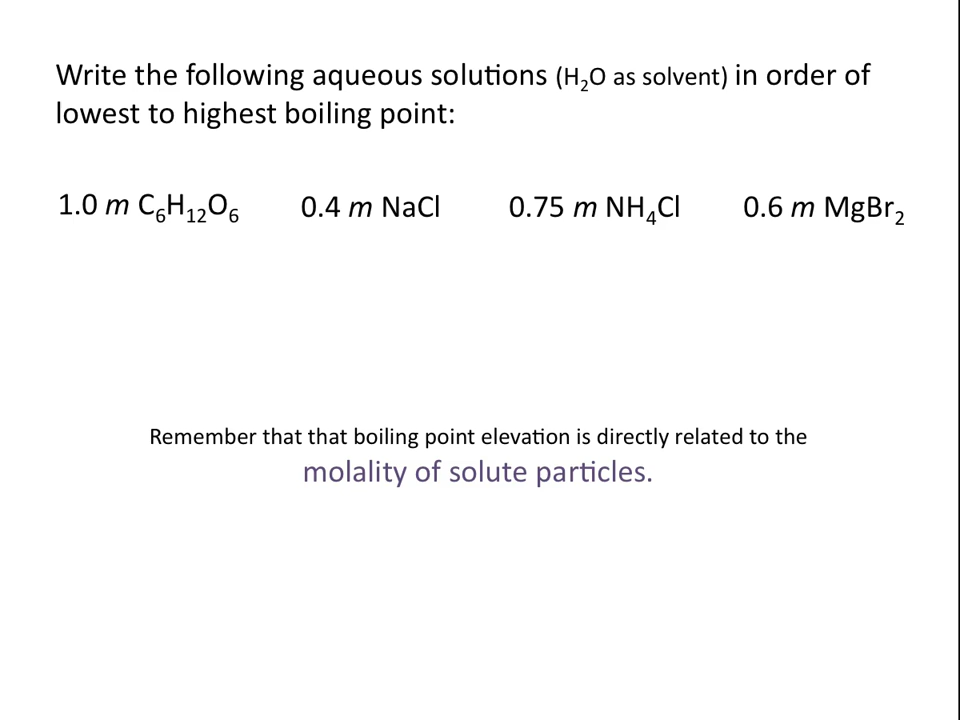 Write the following aqueous solutions (H₂O as solvent) in order of
lowest to highest boiling point:
1.0 m C₆H₁₂O₆ 0.4 m NaCl 0.75 m NH₄Cl 0.6 m MgBr₂
Remember that that boiling point elevation is directly related to the
molality of solute particles.